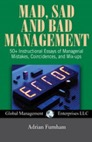 MAD, SAD
AND BAD
MANAGEMENT
90+ Instructional Essays of Managerial
Mistakes, Coincidences, and Mix-ups
Global Management
Enterprises LLC
Adrian Furnham